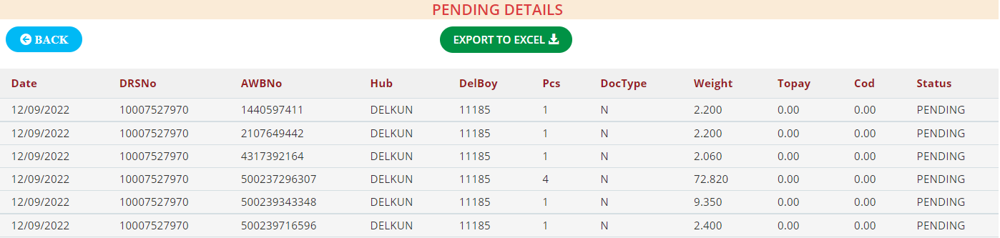 PENDING DETAILS
BACK
EXPORT TO EXCEL
Date DRSNo AWBNo Hub DelBoy Pcs DocType Weight Topay Cod Status
12/09/2022 10007527970 1440597411 DELKUN 11185 1 N 2.200 0.00 0.00 PENDING
12/09/2022 10007527970 2107649442 DELKUN 11185 1 N 2.200 0.00 0.00 PENDING
12/09/2022 10007527970 4317392164 DELKUN 11185 1 N 2.060 0.00 0.00 PENDING
12/09/2022 10007527970 500237296307 DELKUN 11185 4 N 72.820 0.00 0.00 PENDING
12/09/2022 10007527970 500239343348 DELKUN 11185 1 N 9.350 0.00 0.00 PENDING
12/09/2022 10007527970 500239716596 DELKUN 11185 1 N 2.400 0.00 0.00 PENDING